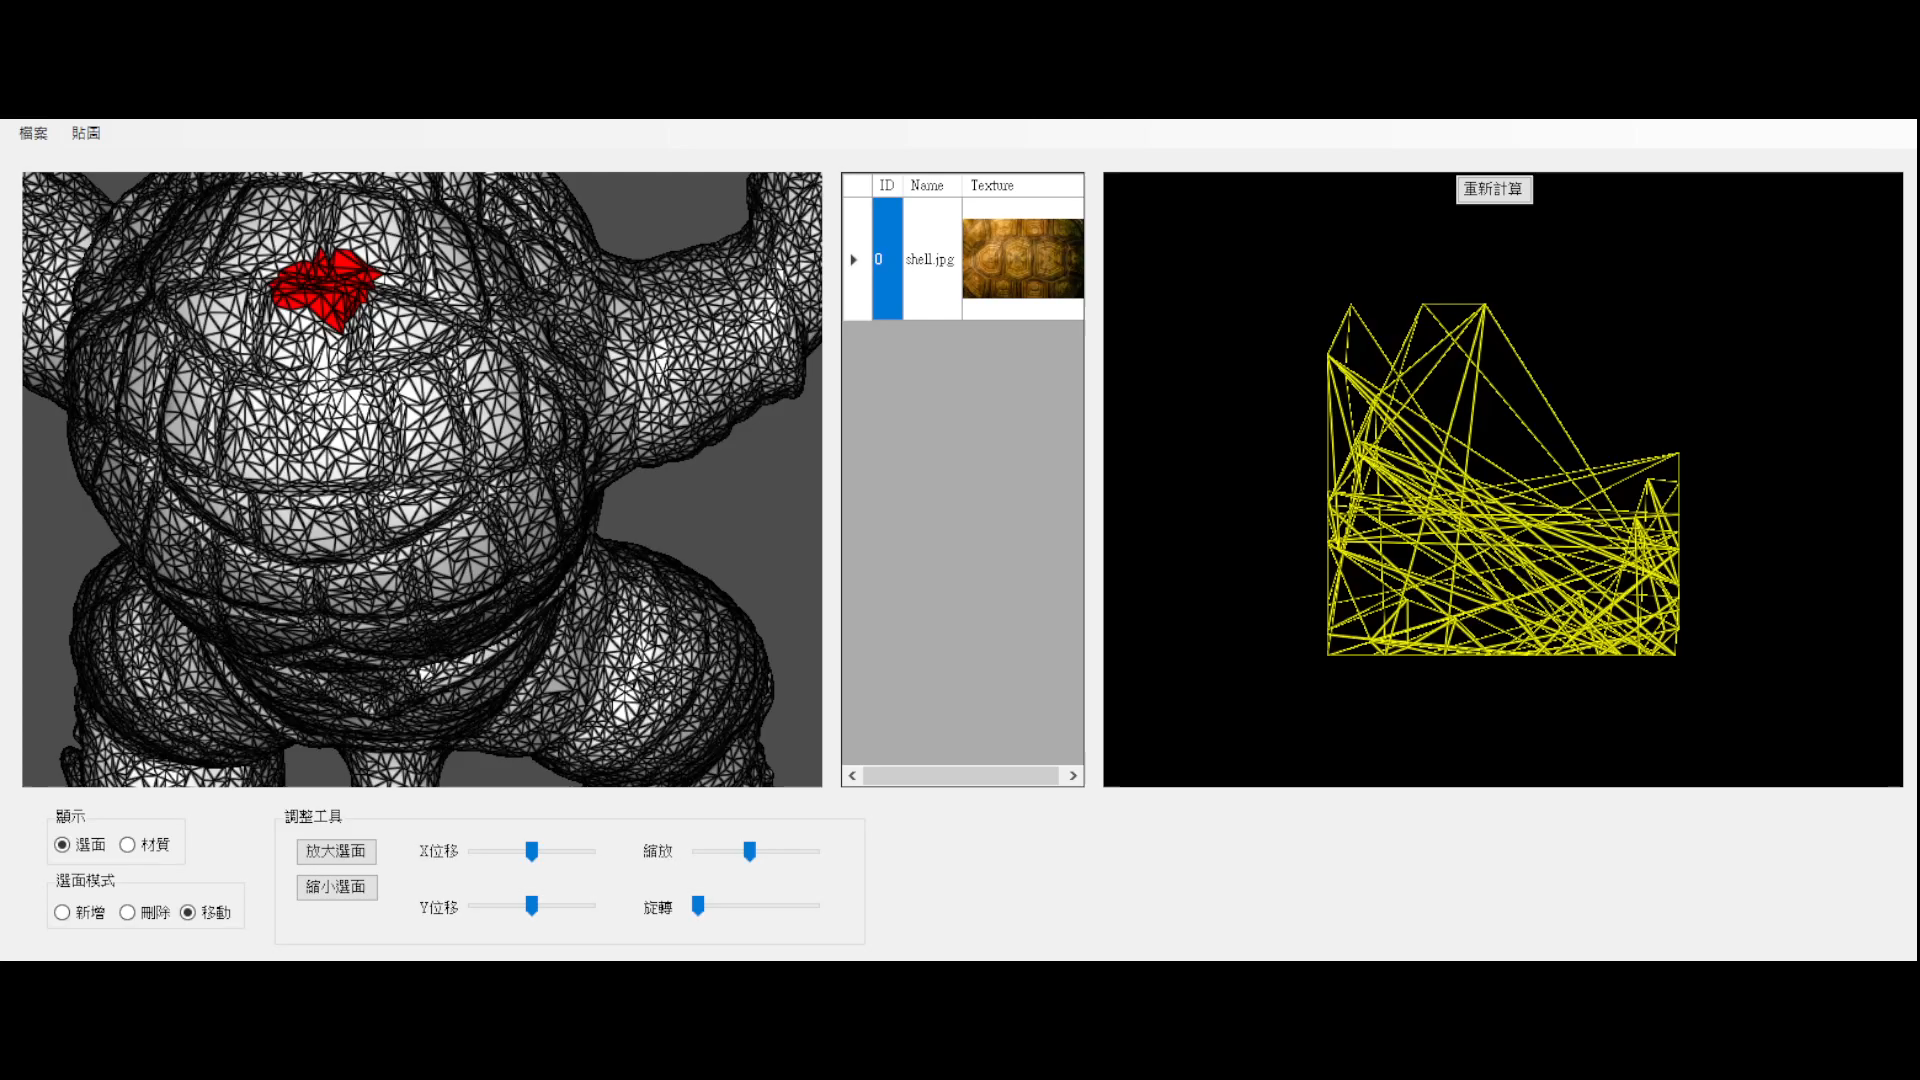 檔案 貼圖
ID Name Texture
0 shell.jpg
重新計算
顯示
選面 材質
選面模式
新增 刪除 移動
調整工具
放大選面
縮小選面
X位移
縮放
Y位移
旋轉